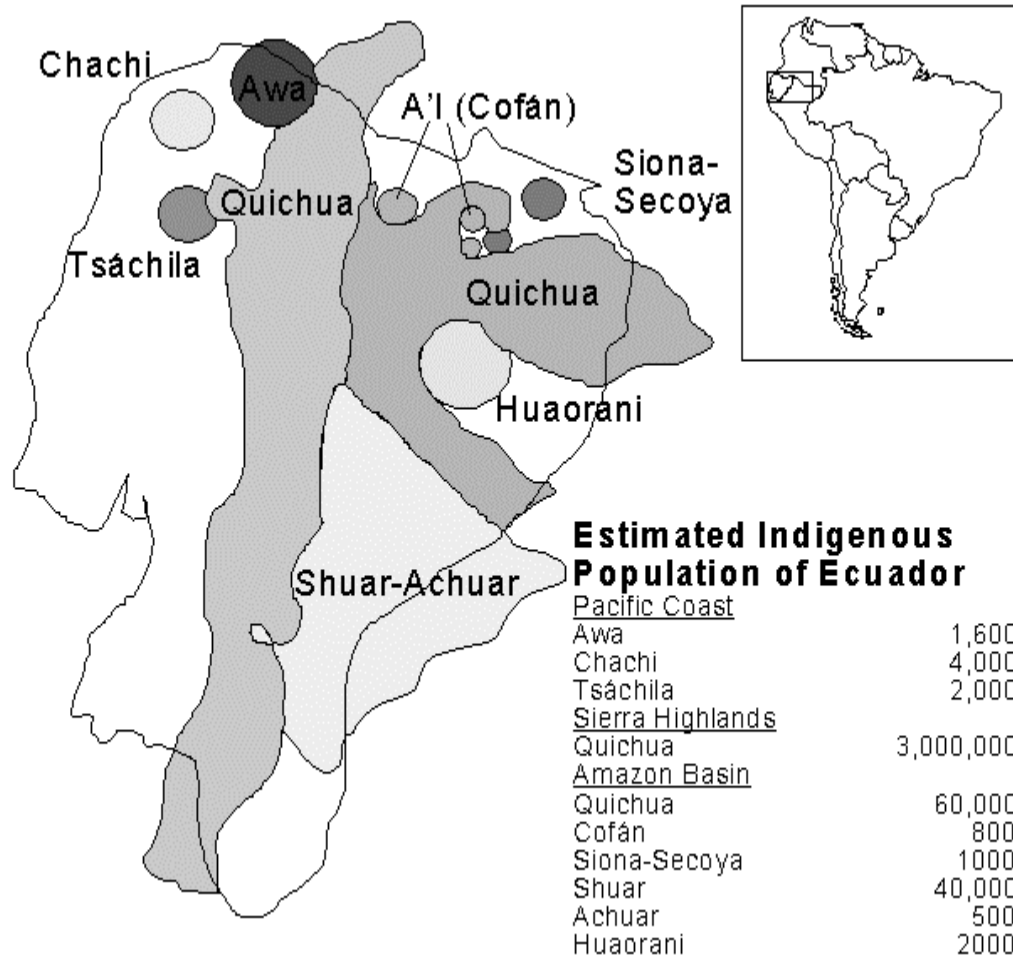 Chachi
Awa
A'I (Cofán)
Siona-
Secoya
Quichua
Tsáchila
Quichua
Huaorani
Shuar-Achuar
Estimated Indigenous
Population of Ecuador
Pacific Coast
Awa 1,600
Chachi 4,000
Tsáchila 2,000
Sierra Highlands
Quichua 3,000,000
Amazon Basin
Quichua 60,000
Cofán 800
Siona-Secoya 1000
Shuar 40,000
Achuar 500
Huaorani 2000